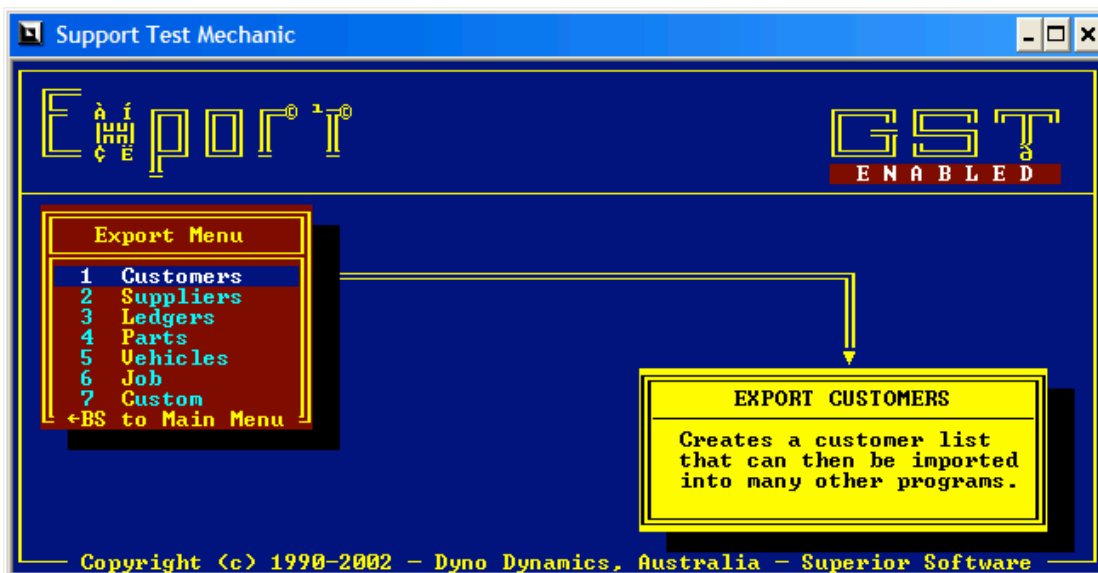 Support Test Mechanic
Export
GST
ENABLED
Export Menu
1 Customers
2 Suppliers
3 Ledgers
4 Parts
5 Vehicles
6 Job
7 Custom
←BS to Main Menu
EXPORT CUSTOMERS
Creates a customer list
that can then be imported
into many other programs.
Copyright (c) 1990-2002 - Dyno Dynamics, Australia - Superior Software